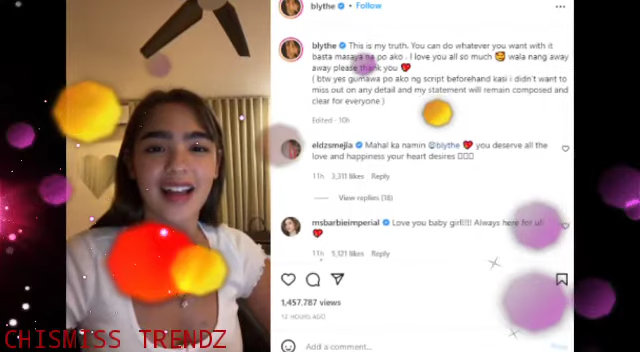 blythe • Follow
blythe This is my truth. You can do whatever you want with it
basta masaya na po ako . I love you all so much 🥰 wala nang away
away please thank you 💖
( btw yes gumawa po ako ng script beforehand kasi i didn't want to
miss out on any detail and my statement will remain composed and
clear for everyone )
Edited · 10h
eldzsmejia Mahal ka namin @blythe 💖 you deserve all the
love and happiness your heart desires
11h 3,311 likes Reply
View replies (18)
msbarbieimperial Love you baby girl!!!! Always here for u!!
💖
11h 5,121 likes Reply
1,457,787 views
12 HOURS AGO
Add a comment...
CHISMISS TRENDZ